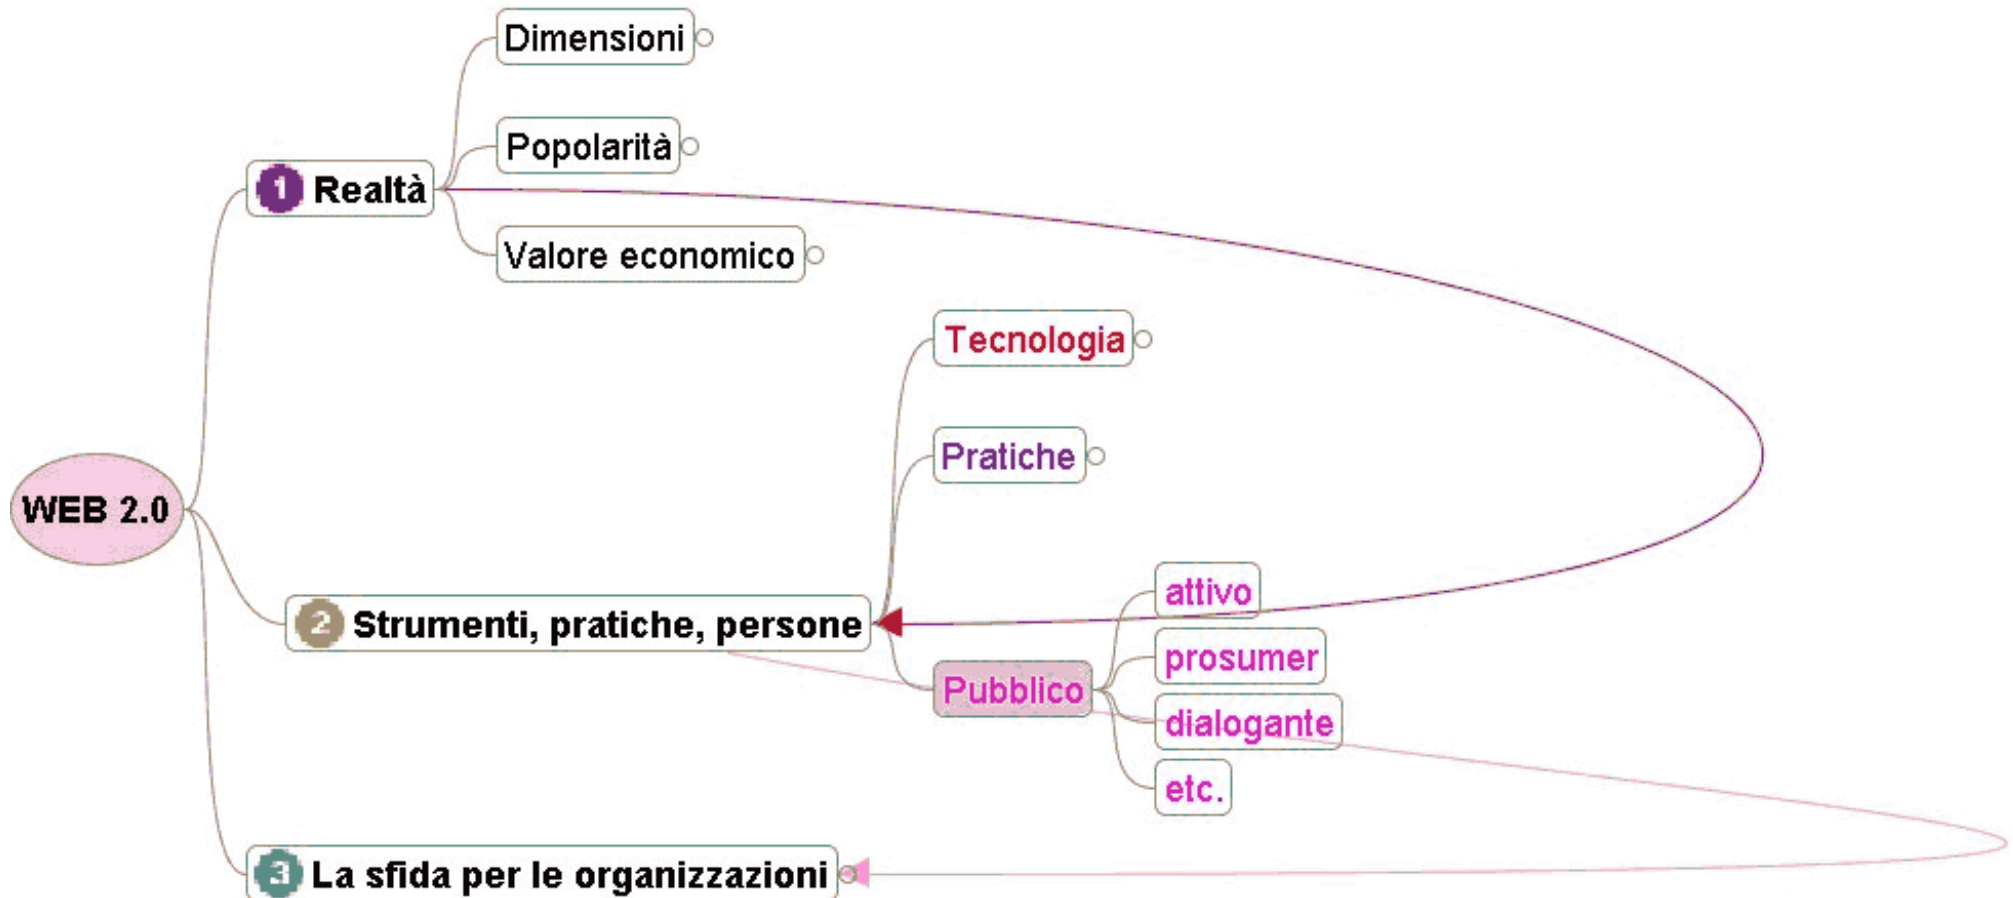 WEB 2.0
1 Realtà
Dimensioni
Popolarità
Valore economico
2 Strumenti, pratiche, persone
Tecnologia
Pratiche
Pubblico
attivo
prosumer
dialogante
etc.
3 La sfida per le organizzazioni